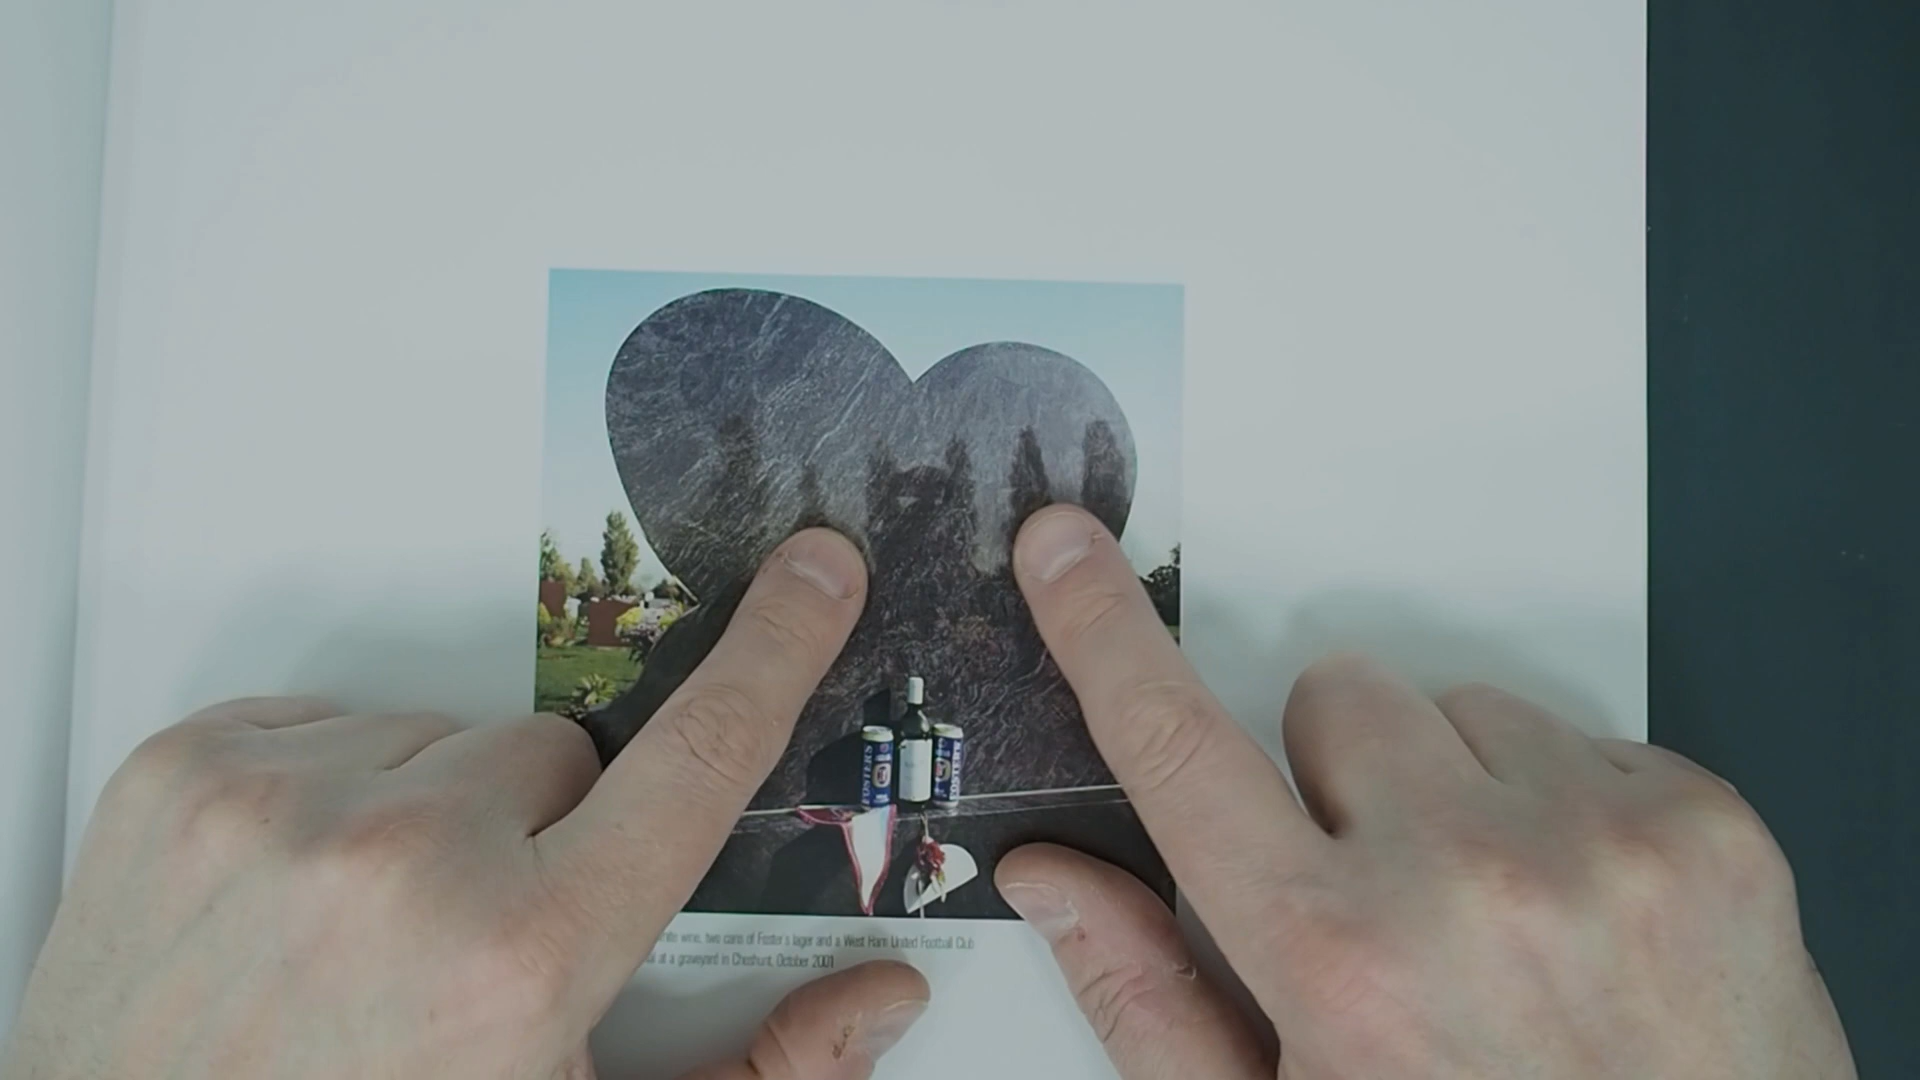 FOSTER'S
FOSTER'S
white wine, two cans of Foster's lager and a West Ham United Football Club
at a graveyard in Cheshunt, October 2001